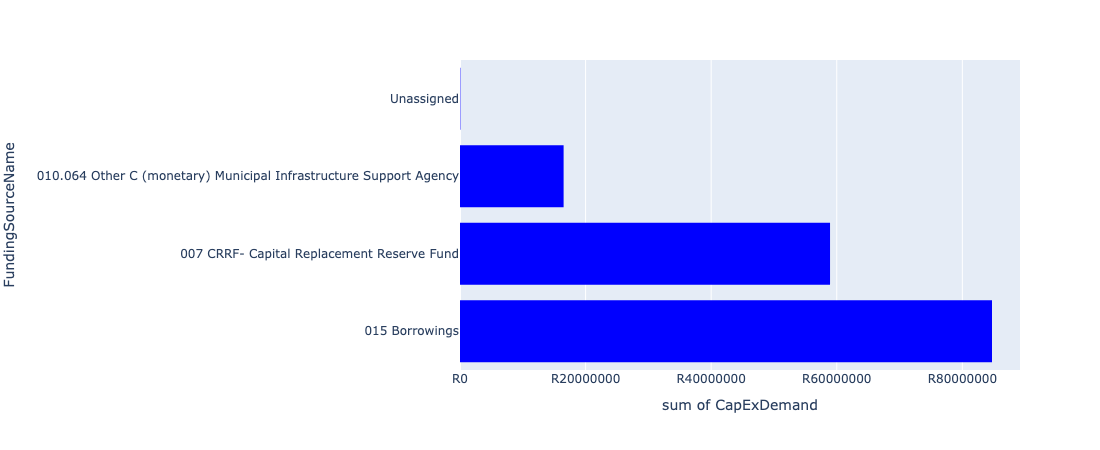 FundingSourceName
Unassigned
010.064 Other C (monetary) Municipal Infrastructure Support Agency
007 CRRF- Capital Replacement Reserve Fund
015 Borrowings
R0 R20000000 R40000000 R60000000 R80000000
sum of CapExDemand